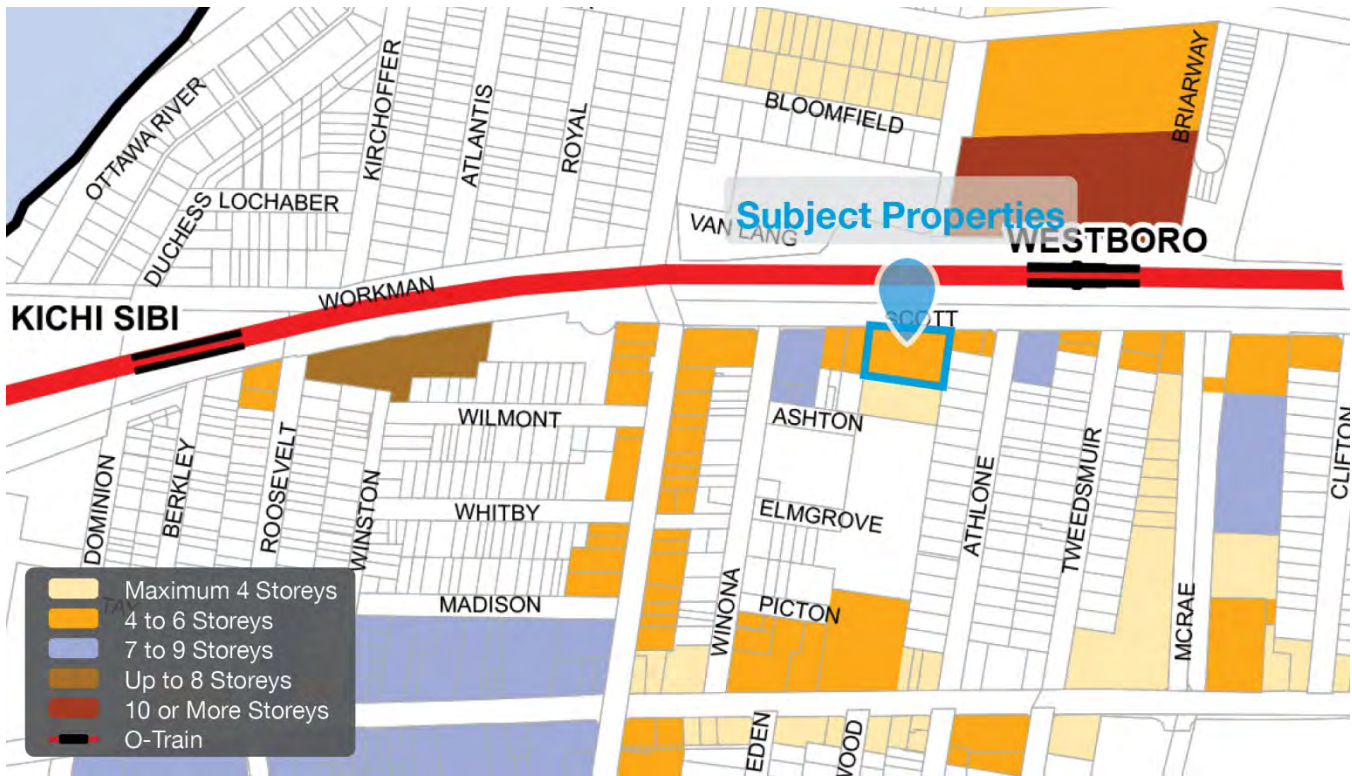 OTTAWA RIVER
KIRCHOFFER
ATLANTIS
ROYAL
BLOOMFIELD
BRIARWAY
LOCHABER
DUCHESS
VAN LANG
Subject Properties
WESTBORO
WORKMAN
KICHI SIBI
SCOTT
WILMONT
ASHTON
WHITBY
ELMGROVE
DOMINION
BERKLEY
ROOSEVELT
WINSTON
ATHLONE
TWEEDSMUIR
CLIFTON
MADISON
WINONA
PICTON
MCRAE
TAY
Maximum 4 Storeys
4 to 6 Storeys
7 to 9 Storeys
Up to 8 Storeys
10 or More Storeys
O-Train
EDEN
WOOD